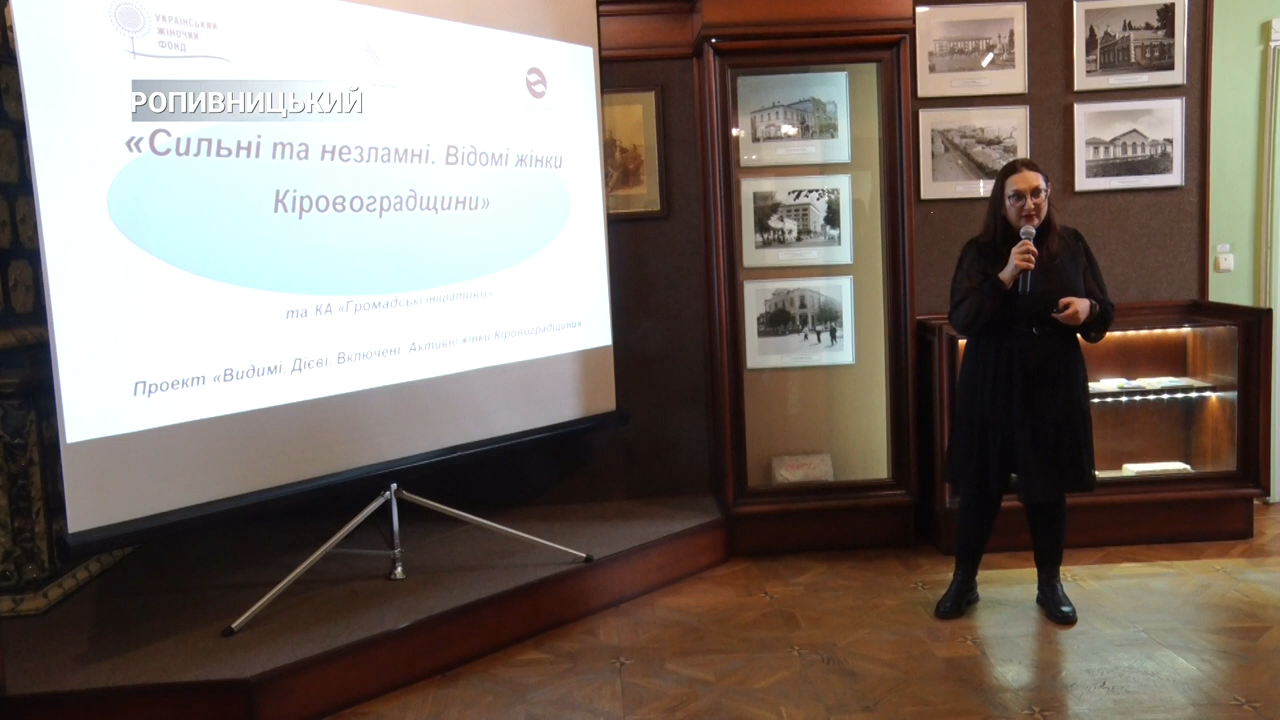 УКРАЇНСЬКИЙ
ЖІНОЧИЙ
ФОНД
РОПИВНИЦЬКИЙ
«Сильні та незламні. Відомі жінки
Кіровоградщини»
та КА «Громадські ініціативи»
Проект «Видимі. Дієві. Включені. Активні жінки Кіровоградщини».